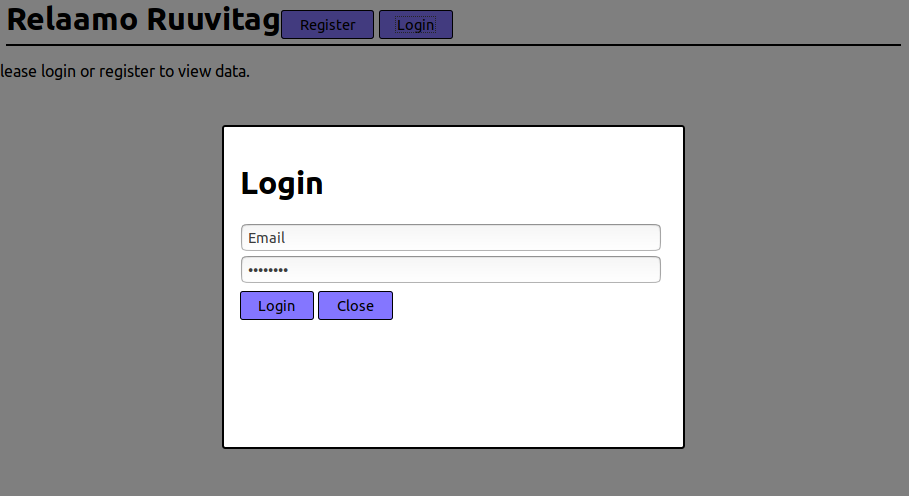 Relaamo Ruuvitag
Register Login
lease login or register to view data.
Login
Email
••••••••
Login Close